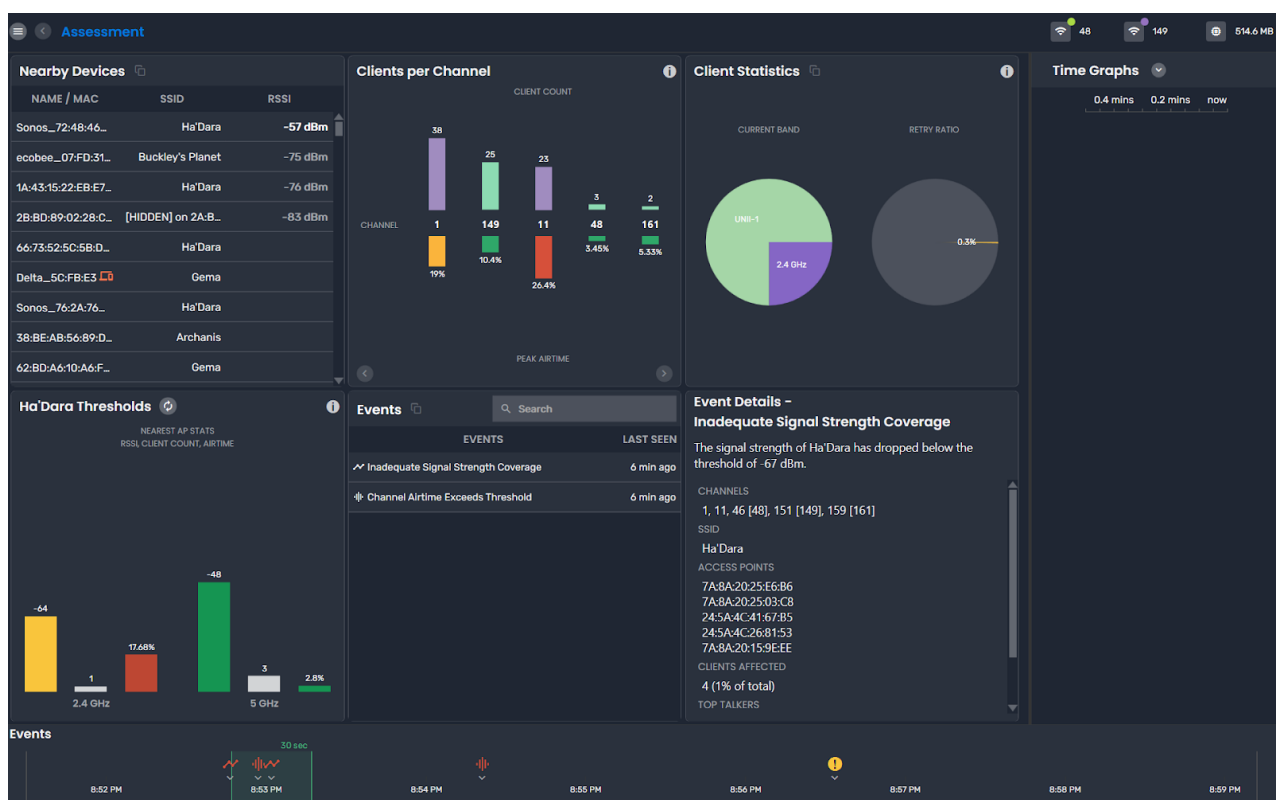 Assessment
48
149
514.6 MB
Nearby Devices
NAME / MAC SSID RSSI
Sonos_72:48:46... Ha'Dara -57 dBm
ecobee_07:FD:31... Buckley's Planet -75 dBm
1A:43:15:22:EB:E7... Ha'Dara -76 dBm
2B:BD:89:02:28:C... [HIDDEN] on 2A:B... -83 dBm
66:73:52:5C:5B:D... Ha'Dara
Delta_5C:FB:E3 Gema
Sonos_76:2A:76... Ha'Dara
38:BE:AB:56:89:D... Archanis
62:BD:A6:10:A6:F... Gema
Clients per Channel
CLIENT COUNT
38 25 23 3 2
CHANNEL 1 149 11 48 161
19% 10.4% 26.4% 3.45% 5.33%
PEAK AIRTIME
Client Statistics
CURRENT BAND RETRY RATIO
UNII-1
2.4 GHz
0.3%
Time Graphs
0.4 mins 0.2 mins now
Ha'Dara Thresholds
NEAREST AP STATS
RSSI, CLIENT COUNT, AIRTIME
-64 1 17.68% -48 3 2.8%
2.4 GHz 5 GHz
Events
Search
EVENTS LAST SEEN
Inadequate Signal Strength Coverage 6 min ago
Channel Airtime Exceeds Threshold 6 min ago
Event Details -
Inadequate Signal Strength Coverage
The signal strength of Ha'Dara has dropped below the
threshold of -67 dBm.
CHANNELS
1, 11, 46 [48], 151 [149], 159 [161]
SSID
Ha'Dara
ACCESS POINTS
7A:8A:20:25:E6:B6
7A:8A:20:25:03:C8
24:5A:4C:41:67:B5
24:5A:4C:26:81:53
7A:8A:20:15:9E:EE
CLIENTS AFFECTED
4 (1% of total)
TOP TALKERS
Events
30 sec
8:52 PM 8:53 PM 8:54 PM 8:55 PM 8:56 PM 8:57 PM 8:58 PM 8:59 PM